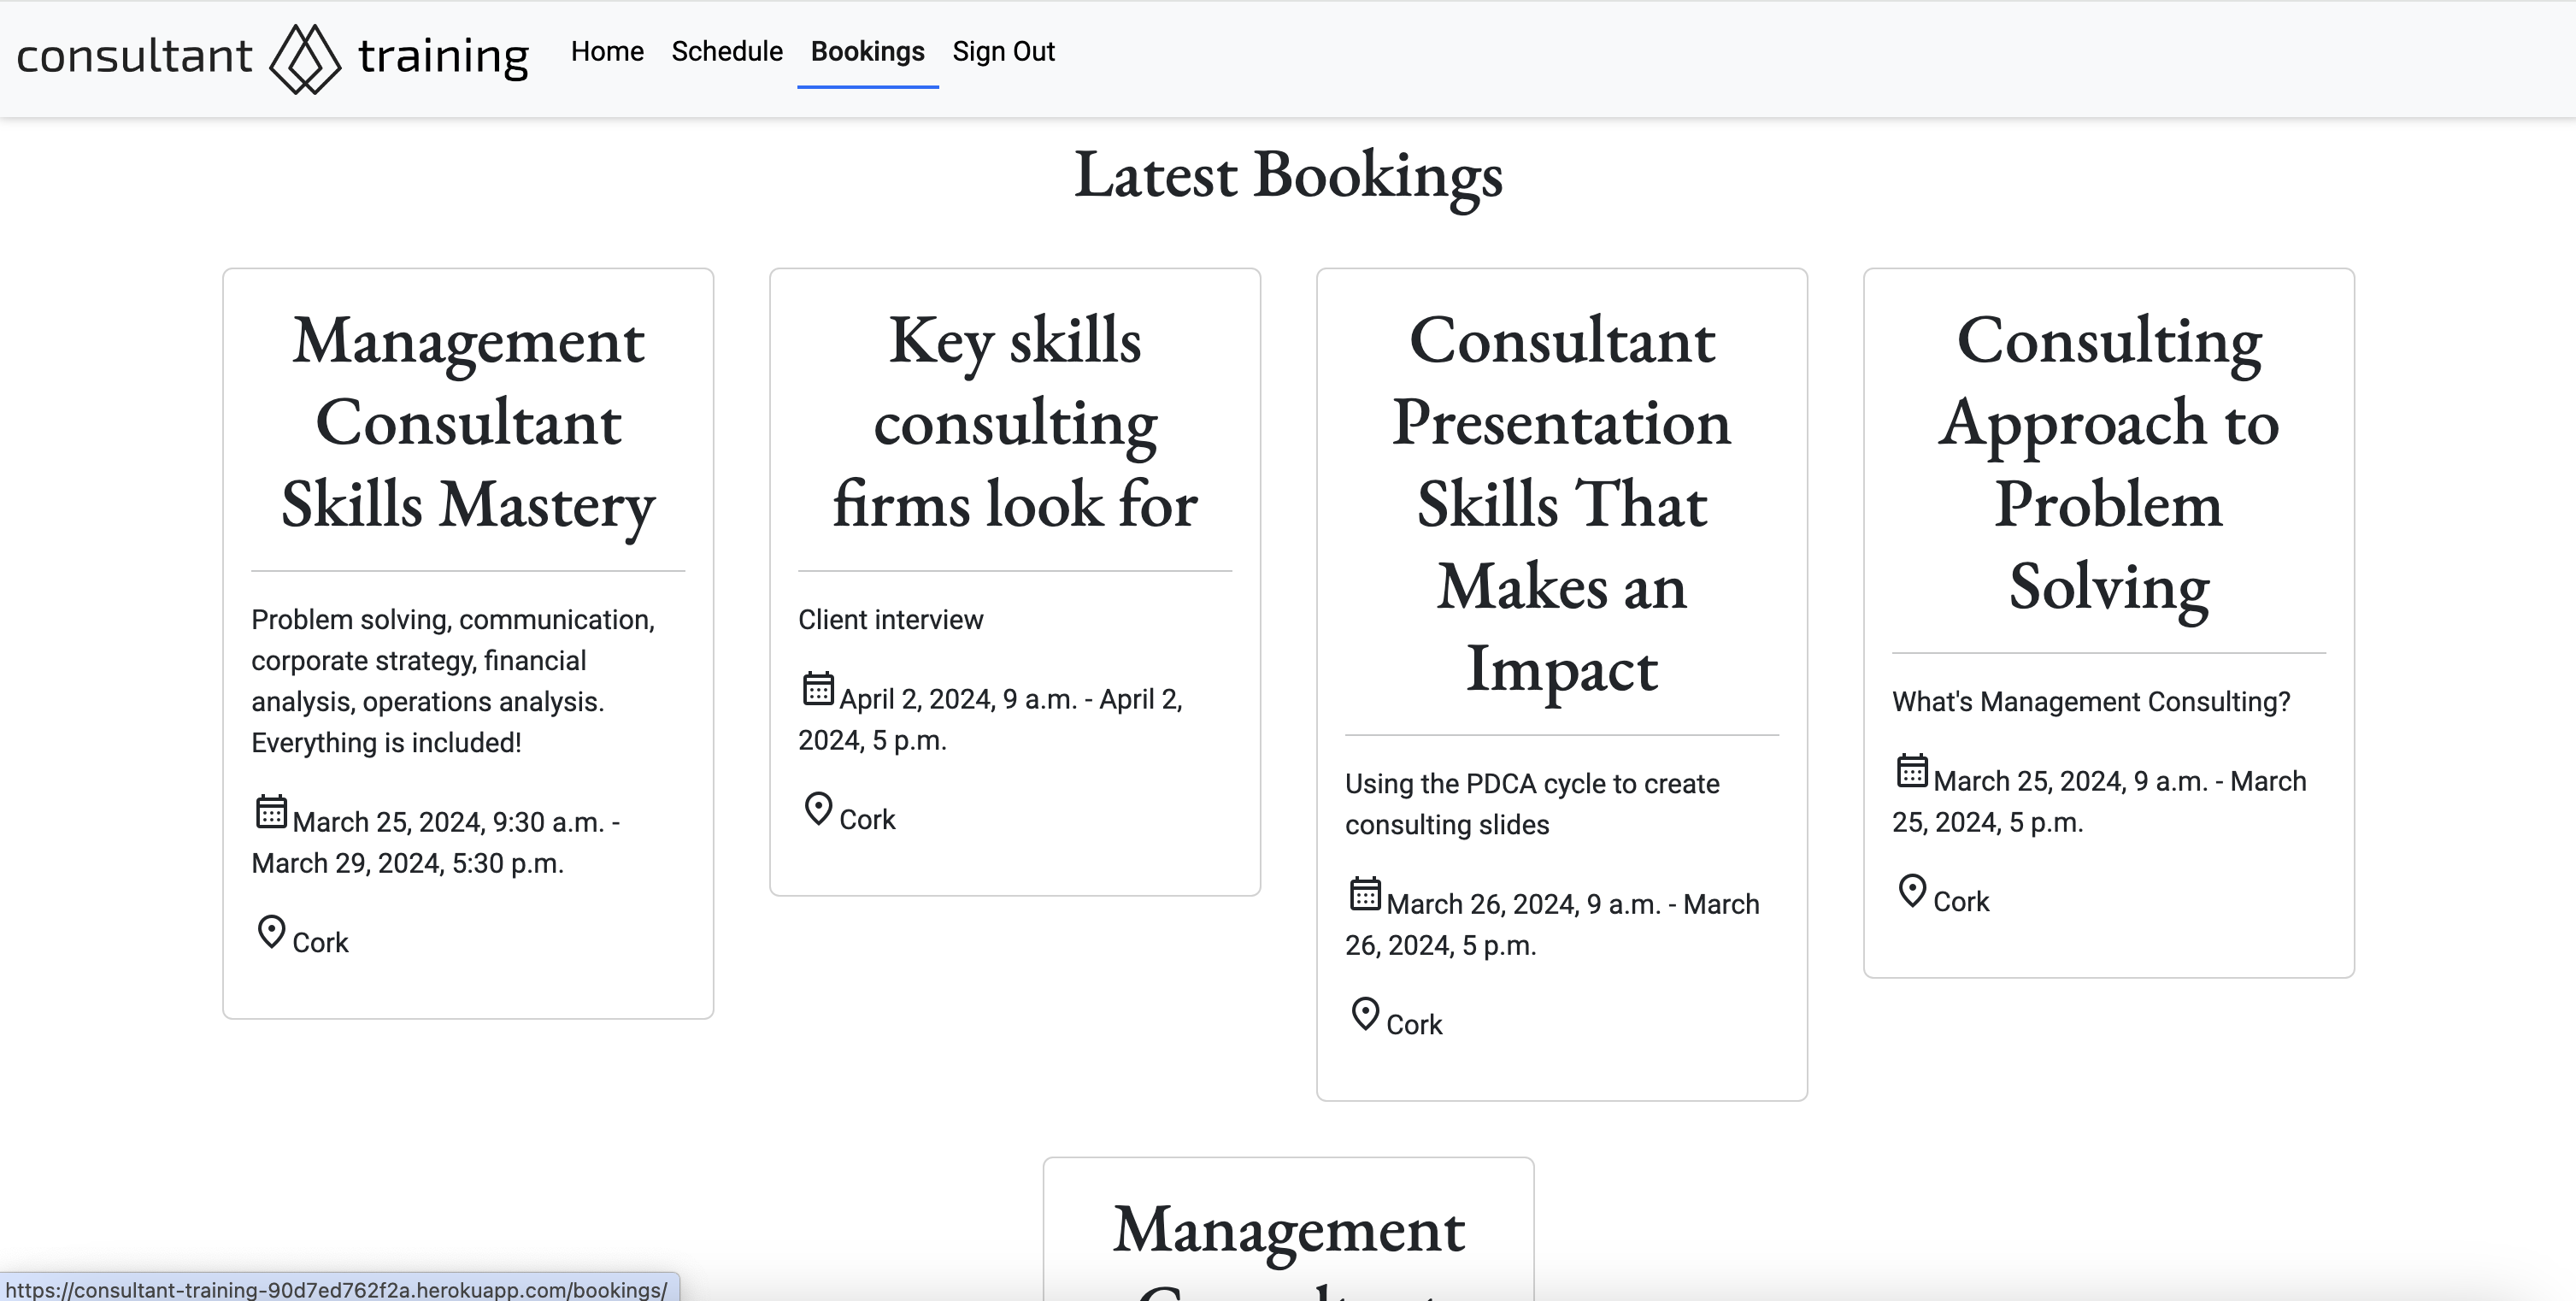 consultant training
Home Schedule Bookings Sign Out
Latest Bookings
Management
Consultant
Skills Mastery
Problem solving, communication,
corporate strategy, financial
analysis, operations analysis.
Everything is included!
March 25, 2024, 9:30 a.m. -
March 29, 2024, 5:30 p.m.
Cork
Key skills
consulting
firms look for
Client interview
April 2, 2024, 9 a.m. - April 2,
2024, 5 p.m.
Cork
Consultant
Presentation
Skills That
Makes an
Impact
Using the PDCA cycle to create
consulting slides
March 26, 2024, 9 a.m. - March
26, 2024, 5 p.m.
Cork
Consulting
Approach to
Problem
Solving
What's Management Consulting?
March 25, 2024, 9 a.m. - March
25, 2024, 5 p.m.
Cork
Management
https://consultant-training-90d7ed762f2a.herokuapp.com/bookings/